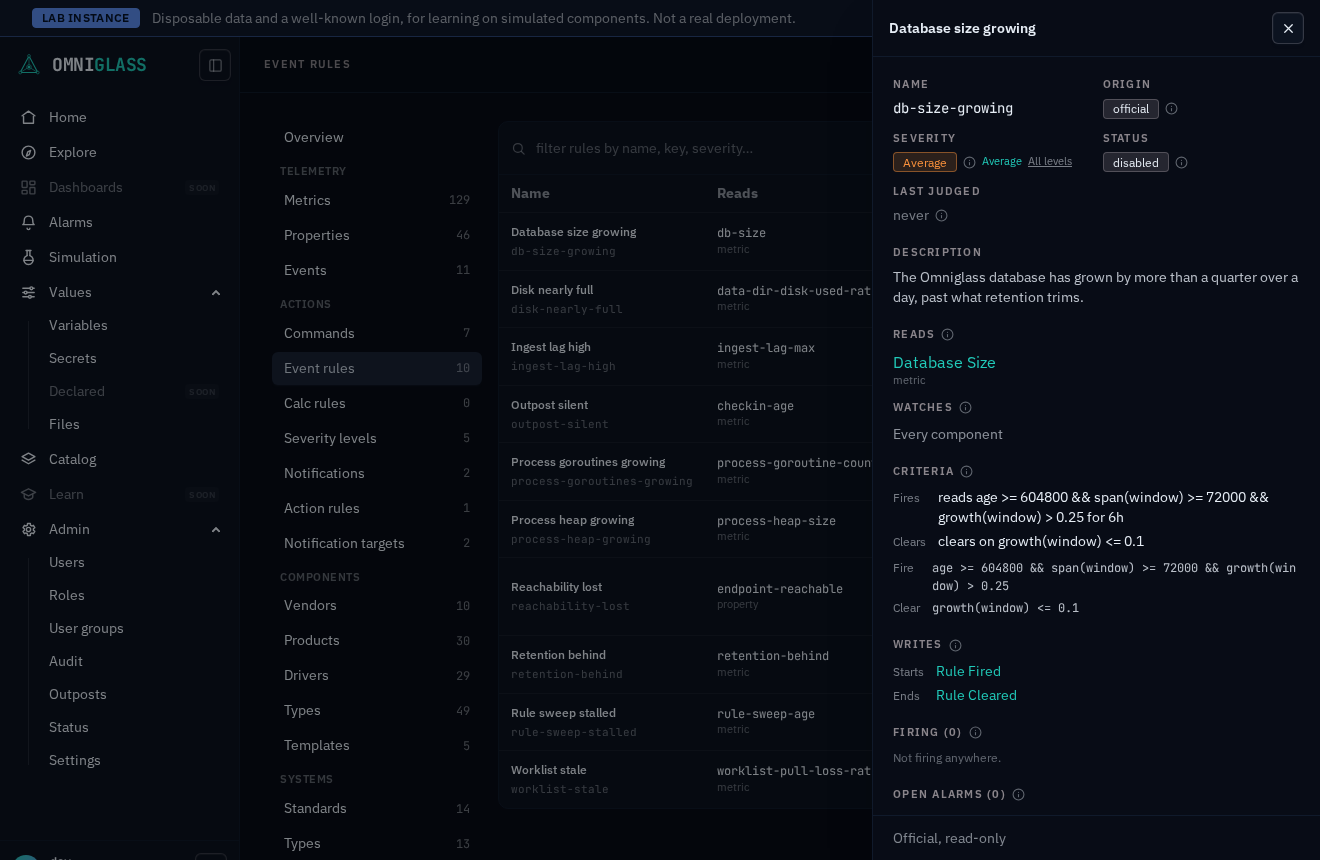 LAB INSTANCE Disposable data and a well-known login, for learning on simulated components. Not a real deployment.
OMNIGLASS
Home
Explore
Dashboards SOON
Alarms
Simulation
Values
Variables
Secrets
Declared SOON
Files
Catalog
Learn SOON
Admin
Users
Roles
User groups
Audit
Outposts
Status
Settings
EVENT RULES
Overview
TELEMETRY
Metrics 129
Properties 46
Events 11
ACTIONS
Commands 7
Event rules 10
Calc rules 0
Severity levels 5
Notifications 2
Action rules 1
Notification targets 2
COMPONENTS
Vendors 10
Products 30
Drivers 29
Types 49
Templates 5
SYSTEMS
Standards 14
Types 13
filter rules by name, key, severity...
Name Reads
Database size growing db-size
db-size-growing metric
Disk nearly full data-dir-disk-used-rat
disk-nearly-full metric
Ingest lag high ingest-lag-max
ingest-lag-high metric
Outpost silent checkin-age
outpost-silent metric
Process goroutines growing process-goroutine-coun
process-goroutines-growing metric
Process heap growing process-heap-size
process-heap-growing metric
Reachability lost endpoint-reachable
reachability-lost property
Retention behind retention-behind
retention-behind metric
Rule sweep stalled rule-sweep-age
rule-sweep-stalled metric
Worklist stale worklist-pull-loss-rat
worklist-stale metric
Database size growing
NAME ORIGIN
db-size-growing official
SEVERITY STATUS
Average Average All levels disabled
LAST JUDGED
never
DESCRIPTION
The Omniglass database has grown by more than a quarter over a
day, past what retention trims.
READS
Database Size
metric
WATCHES
Every component
CRITERIA
Fires reads age >= 604800 && span(window) >= 72000 &&
growth(window) > 0.25 for 6h
Clears clears on growth(window) <= 0.1
Fire age >= 604800 && span(window) >= 72000 && growth(win
dow) > 0.25
Clear growth(window) <= 0.1
WRITES
Starts Rule Fired
Ends Rule Cleared
FIRING (0)
Not firing anywhere.
OPEN ALARMS (0)
Official, read-only